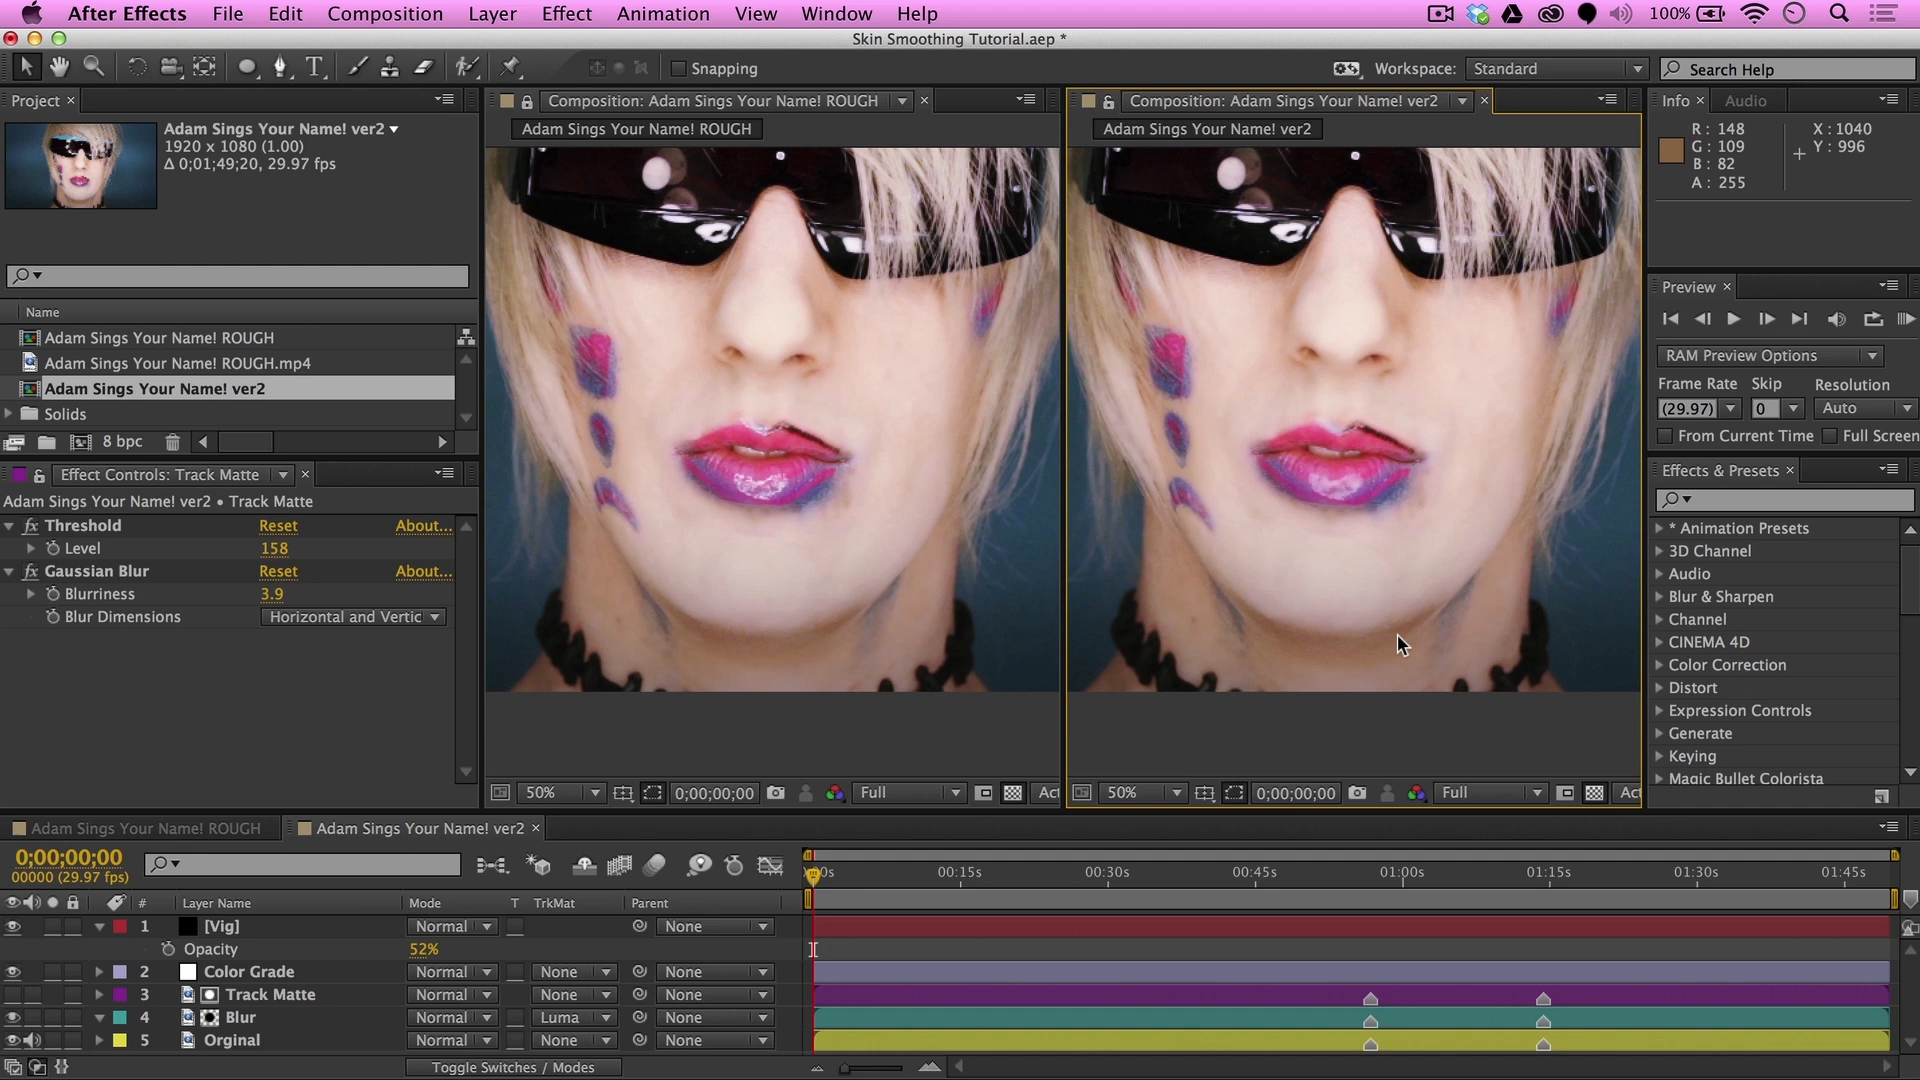 After Effects File Edit Composition Layer Effect Animation View Window Help 100%
Skin Smoothing Tutorial.aep *
Snapping Workspace: Standard Search Help
Project × Composition: Adam Sings Your Name! ROUGH × Composition: Adam Sings Your Name! ver2 × Info × Audio
Adam Sings Your Name! ver2
1920 x 1080 (1.00)
Δ 0;01;49;20, 29.97 fps
Adam Sings Your Name! ROUGH
Adam Sings Your Name! ver2
R : 148
G : 109
B : 82
A : 255
X : 1040
Y : 996
Name
Adam Sings Your Name! ROUGH
Adam Sings Your Name! ROUGH.mp4
Adam Sings Your Name! ver2
Solids
8 bpc
Effect Controls: Track Matte ×
Adam Sings Your Name! ver2 • Track Matte
fx Threshold Reset About...
Level 158
fx Gaussian Blur Reset About...
Blurriness 3.9
Blur Dimensions Horizontal and Vertic
50% 0;00;00;00 Full Act
50% 0;00;00;00 Full Act
Preview ×
RAM Preview Options
Frame Rate Skip Resolution
(29.97) 0 Auto
From Current Time Full Screen
Effects & Presets ×
* Animation Presets
3D Channel
Audio
Blur & Sharpen
Channel
CINEMA 4D
Color Correction
Distort
Expression Controls
Generate
Keying
Magic Bullet Colorista
Adam Sings Your Name! ROUGH Adam Sings Your Name! ver2 ×
0;00;00;00
00000 (29.97 fps)
00s 00:15s 00:30s 00:45s 01:00s 01:15s 01:30s 01:45s
# Layer Name Mode T TrkMat Parent
1 [Vig] Normal None
Opacity 52%
2 Color Grade Normal None None
3 Track Matte Normal None None
4 Blur Normal Luma None
5 Orginal Normal None None
Toggle Switches / Modes